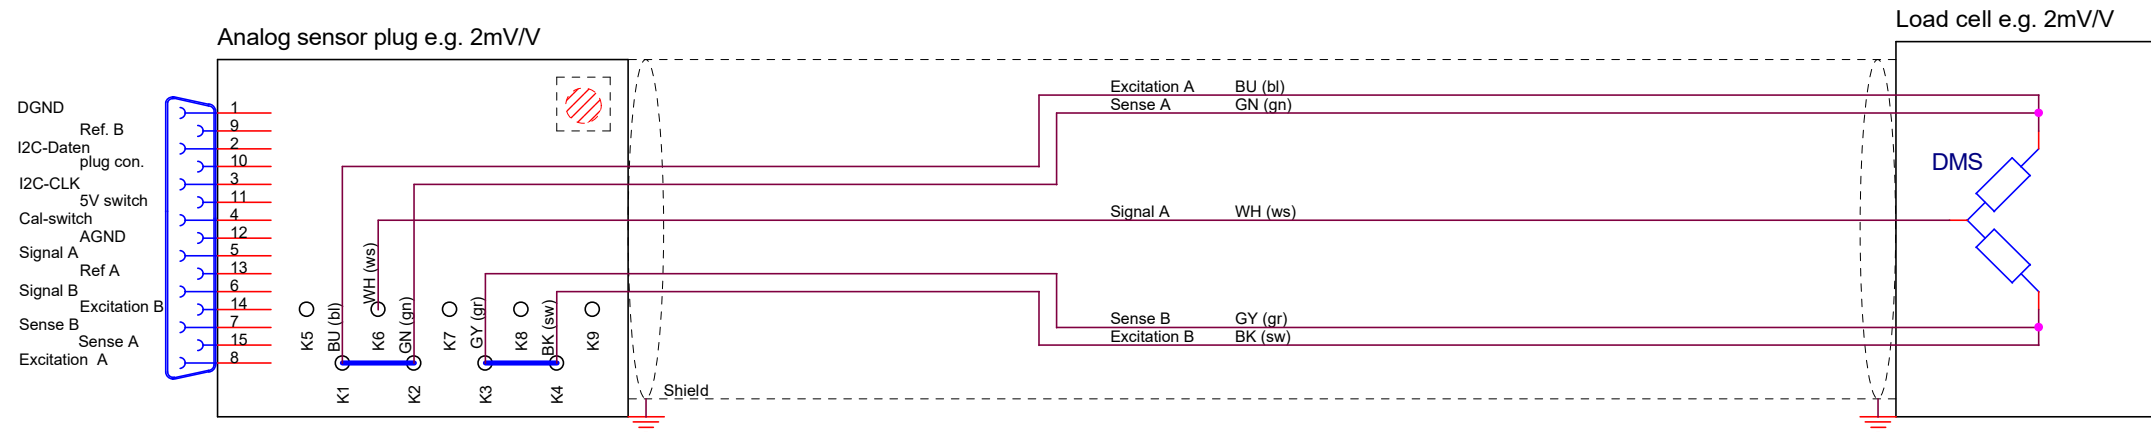 Analog sensor plug e.g. 2mV/V
Load cell e.g. 2mV/V
DGND 1
Ref. B 9
I2C-Daten 2
plug con. 10
I2C-CLK 3
5V switch 11
Cal-switch 4
AGND 12
Signal A 5
Ref A 13
Signal B 6
Excitation B 14
Sense B 7
Sense A 15
Excitation A 8
K5
BU (bl)
K1
WH (ws)
K6
GN (gn)
K2
K7
GY (gr)
K3
K8
BK (sw)
K4
K9
Shield
Excitation A BU (bl)
Sense A GN (gn)
Signal A WH (ws)
Sense B GY (gr)
Excitation B BK (sw)
DMS